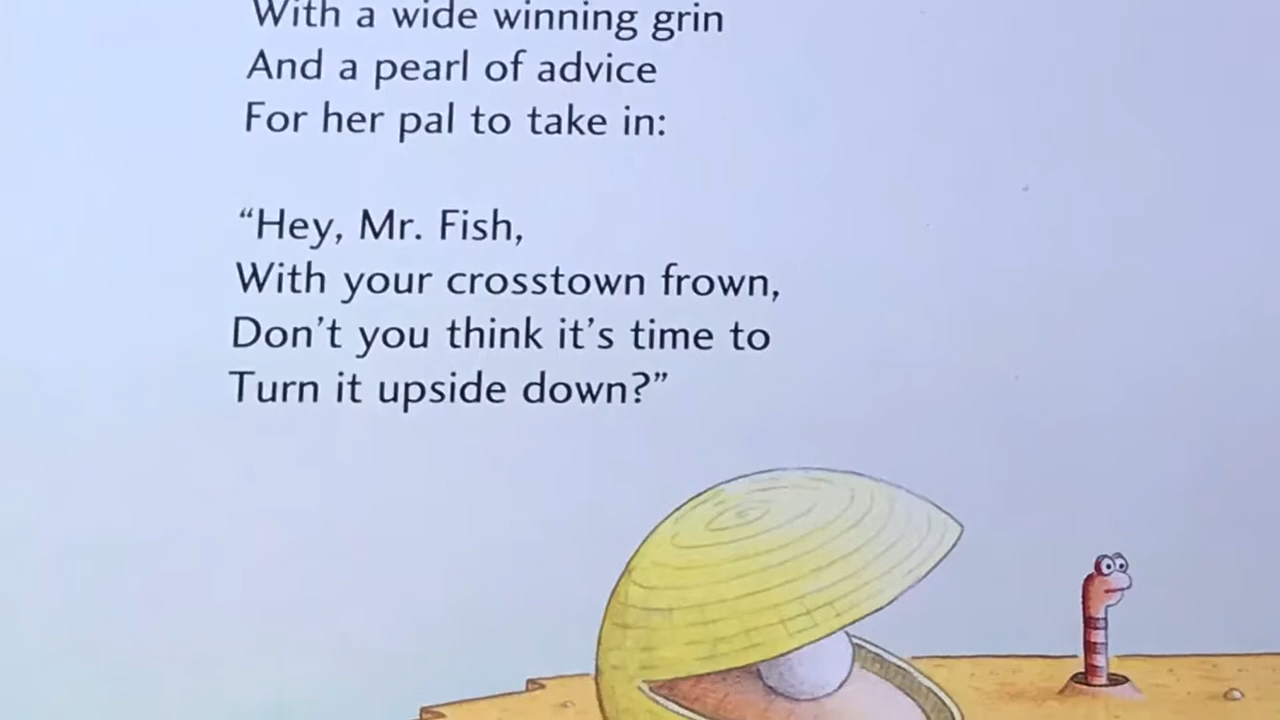 With a wide winning grin
And a pearl of advice
For her pal to take in:
“Hey, Mr. Fish,
With your crosstown frown,
Don’t you think it’s time to
Turn it upside down?”